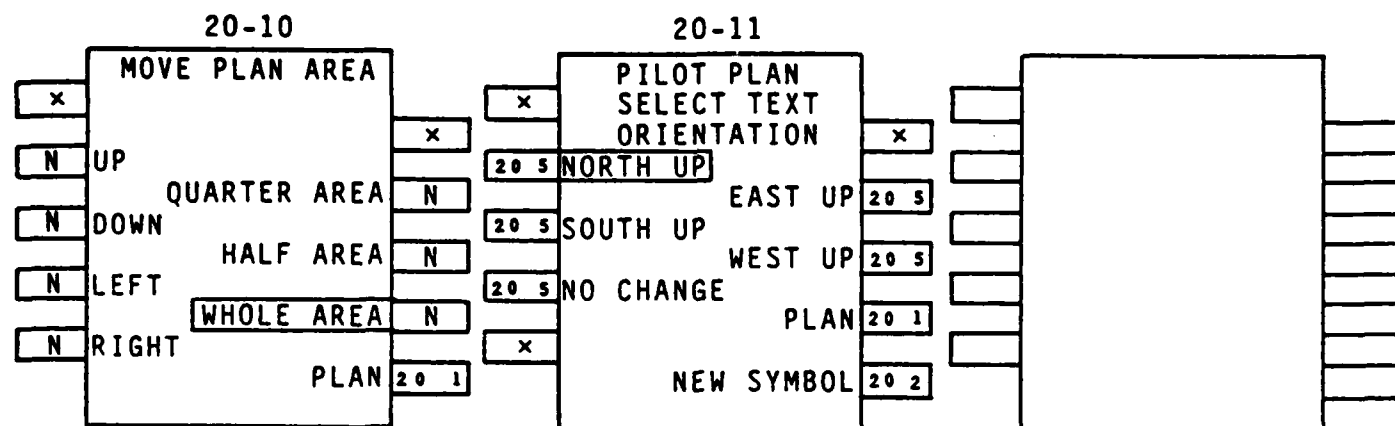 20-10
MOVE PLAN AREA
×
×
N UP
QUARTER AREA N
N DOWN
HALF AREA N
N LEFT
WHOLE AREA N
N RIGHT
PLAN 20 1
20-11
PILOT PLAN
× SELECT TEXT
ORIENTATION ×
20 5 NORTH UP
EAST UP 20 5
20 5 SOUTH UP
WEST UP 20 5
20 5 NO CHANGE
PLAN 20 1
×
NEW SYMBOL 20 2